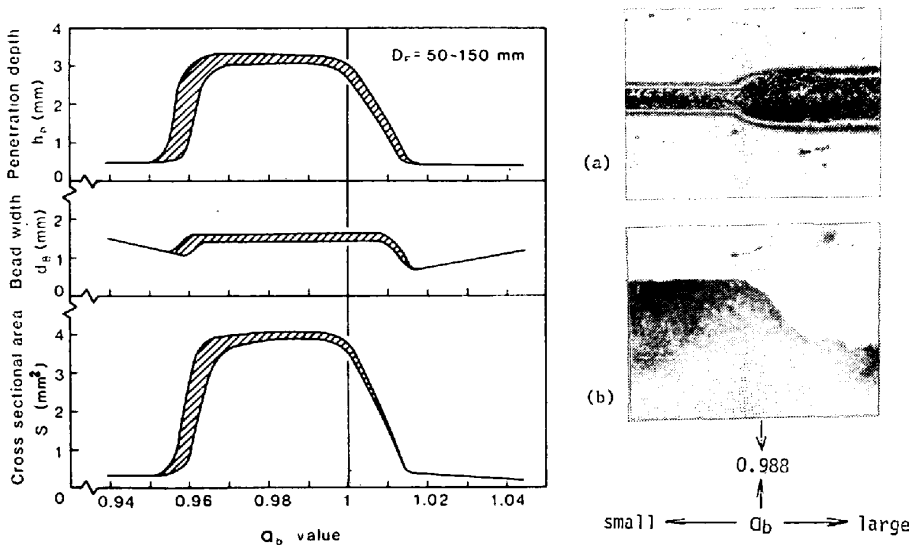 Penetration depth
hp (mm)
4
3
2
1
0
D_F = 50-150 mm
Bead width
d_B (mm)
2
1
0
Cross sectional area
S (mm²)
4
3
2
1
0
0.94
0.96
0.98
1
1.02
1.04
a_b value
(a)
(b)
0.988
small
a_b
large